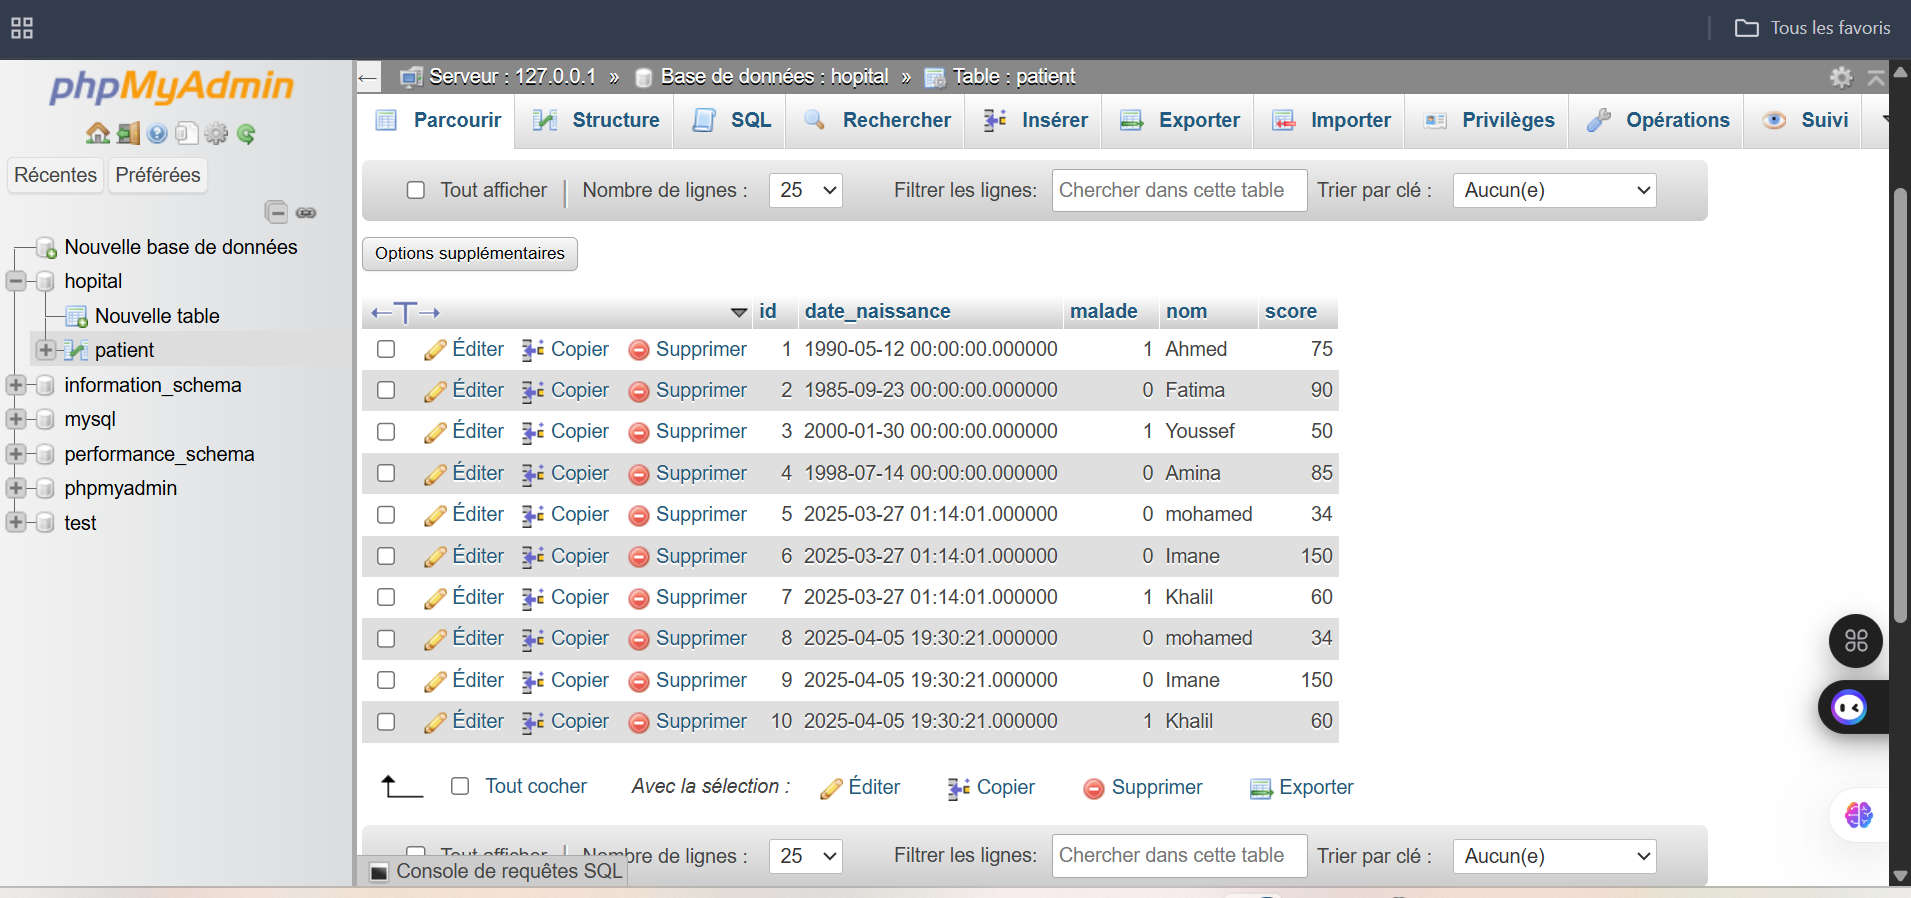 Tous les favoris
phpMyAdmin
Récentes Préférées
Nouvelle base de données
hopital
Nouvelle table
patient
information_schema
mysql
performance_schema
phpmyadmin
test
Serveur : 127.0.0.1 » Base de données : hopital » Table : patient
Parcourir Structure SQL Rechercher Insérer Exporter Importer Privilèges Opérations Suivi
Tout afficher Nombre de lignes : 25 Filtrer les lignes: Chercher dans cette table Trier par clé : Aucun(e)
Options supplémentaires
id date_naissance malade nom score
Éditer Copier Supprimer 1 1990-05-12 00:00:00.000000 1 Ahmed 75
Éditer Copier Supprimer 2 1985-09-23 00:00:00.000000 0 Fatima 90
Éditer Copier Supprimer 3 2000-01-30 00:00:00.000000 1 Youssef 50
Éditer Copier Supprimer 4 1998-07-14 00:00:00.000000 0 Amina 85
Éditer Copier Supprimer 5 2025-03-27 01:14:01.000000 0 mohamed 34
Éditer Copier Supprimer 6 2025-03-27 01:14:01.000000 0 Imane 150
Éditer Copier Supprimer 7 2025-03-27 01:14:01.000000 1 Khalil 60
Éditer Copier Supprimer 8 2025-04-05 19:30:21.000000 0 mohamed 34
Éditer Copier Supprimer 9 2025-04-05 19:30:21.000000 0 Imane 150
Éditer Copier Supprimer 10 2025-04-05 19:30:21.000000 1 Khalil 60
Tout cocher Avec la sélection : Éditer Copier Supprimer Exporter
Tout afficher Nombre de lignes : 25 Filtrer les lignes: Chercher dans cette table Trier par clé : Aucun(e)
Console de requêtes SQL